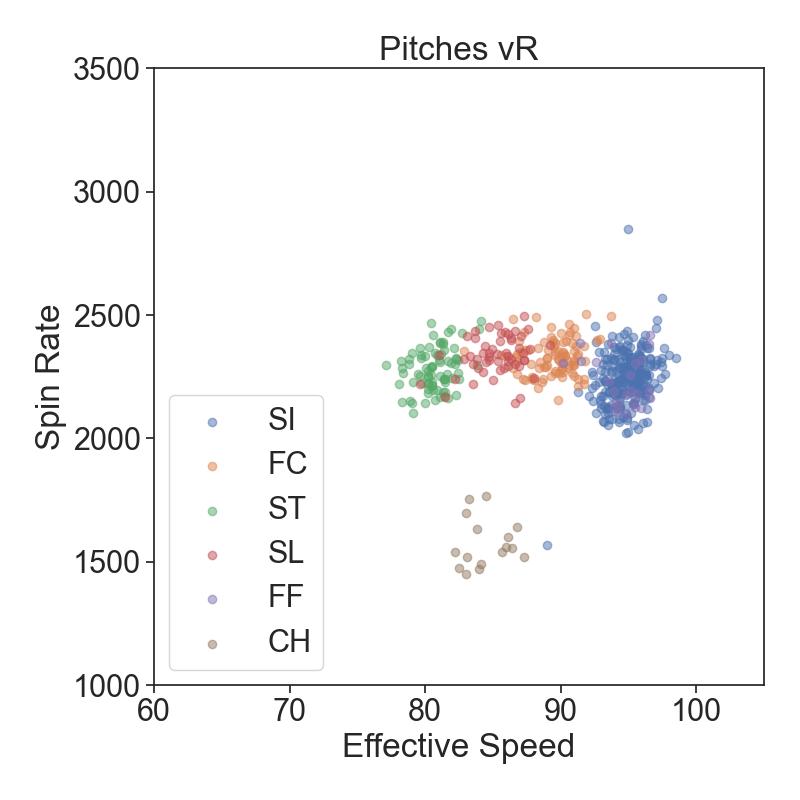 Pitches vR
3500
3000
2500
2000
1500
1000
Spin Rate
SI
FC
ST
SL
FF
CH
60 70 80 90 100
Effective Speed